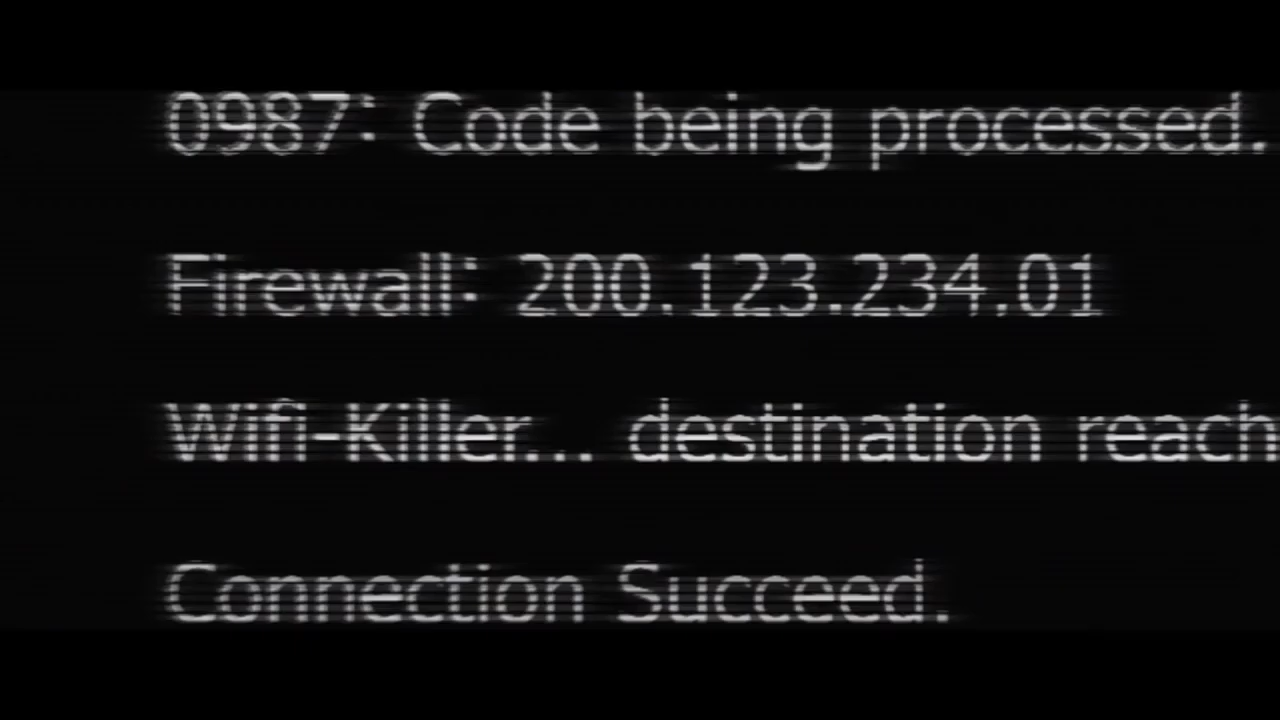 0987: Code being processed.
Firewall: 200.123.234.01
Wifi-Killer... destination reach
Connection Succeed.